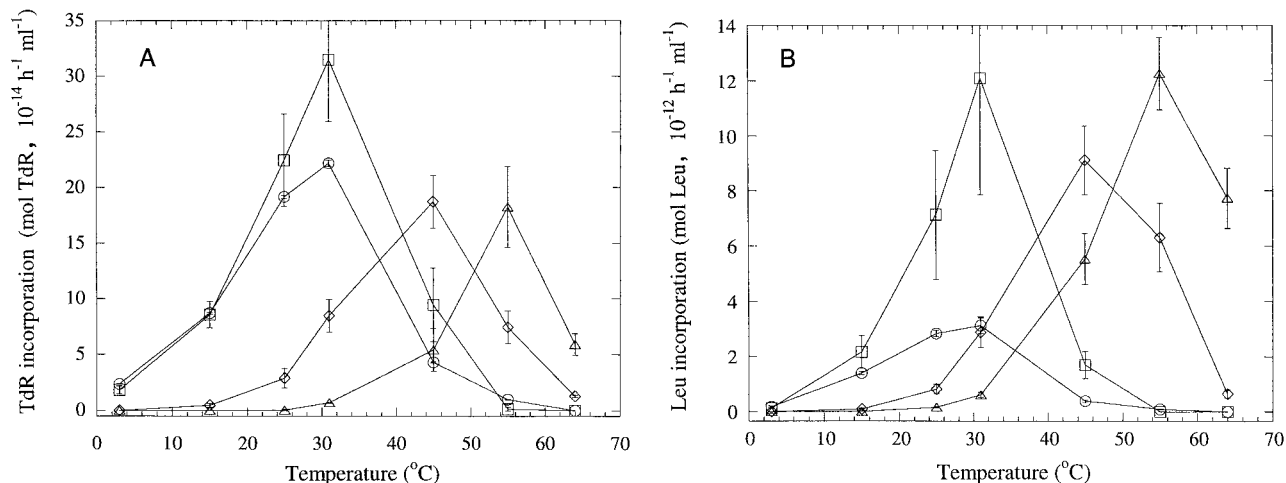 TdR incorporation (mol TdR, 10⁻¹⁴ h⁻¹ ml⁻¹)
35
30
25
20
15
10
5
0
A
0 10 20 30 40 50 60 70
Temperature (°C)
Leu incorporation (mol Leu, 10⁻¹² h⁻¹ ml⁻¹)
14
12
10
8
6
4
2
0
B
0 10 20 30 40 50 60 70
Temperature (°C)